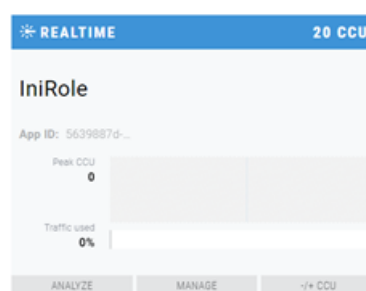 REALTIME 20 CCU
IniRole
App ID: 5639887d-...
Peak CCU
0
Traffic used
0%
ANALYZE MANAGE -/+ CCU